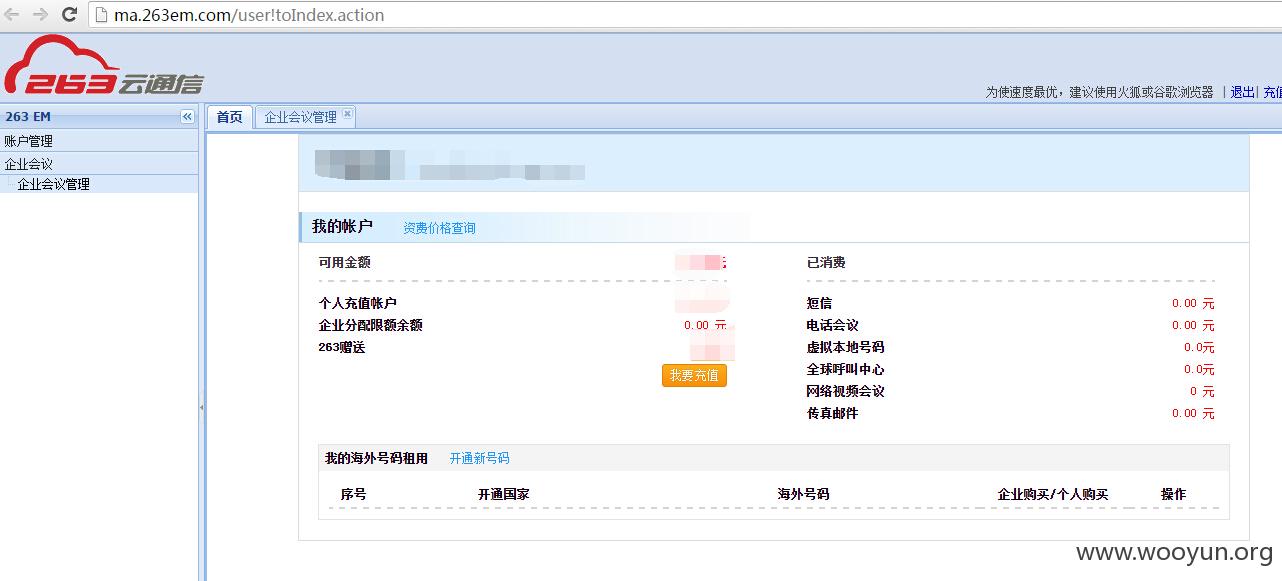 ma.263em.com/user!toIndex.action
263云通信
为使速度最优，建议使用火狐或谷歌浏览器 | 退出| 充值
263 EM
首页 企业会议管理
账户管理
企业会议
企业会议管理
我的帐户 资费价格查询
可用金额
个人充值帐户
企业分配限额余额 0.00 元
263赠送
我要充值
已消费
短信 0.00 元
电话会议 0.00 元
虚拟本地号码 0.0元
全球呼叫中心 0.0元
网络视频会议 0 元
传真邮件 0.00 元
我的海外号码租用 开通新号码
序号 开通国家 海外号码 企业购买/个人购买 操作
www.wooyun.org